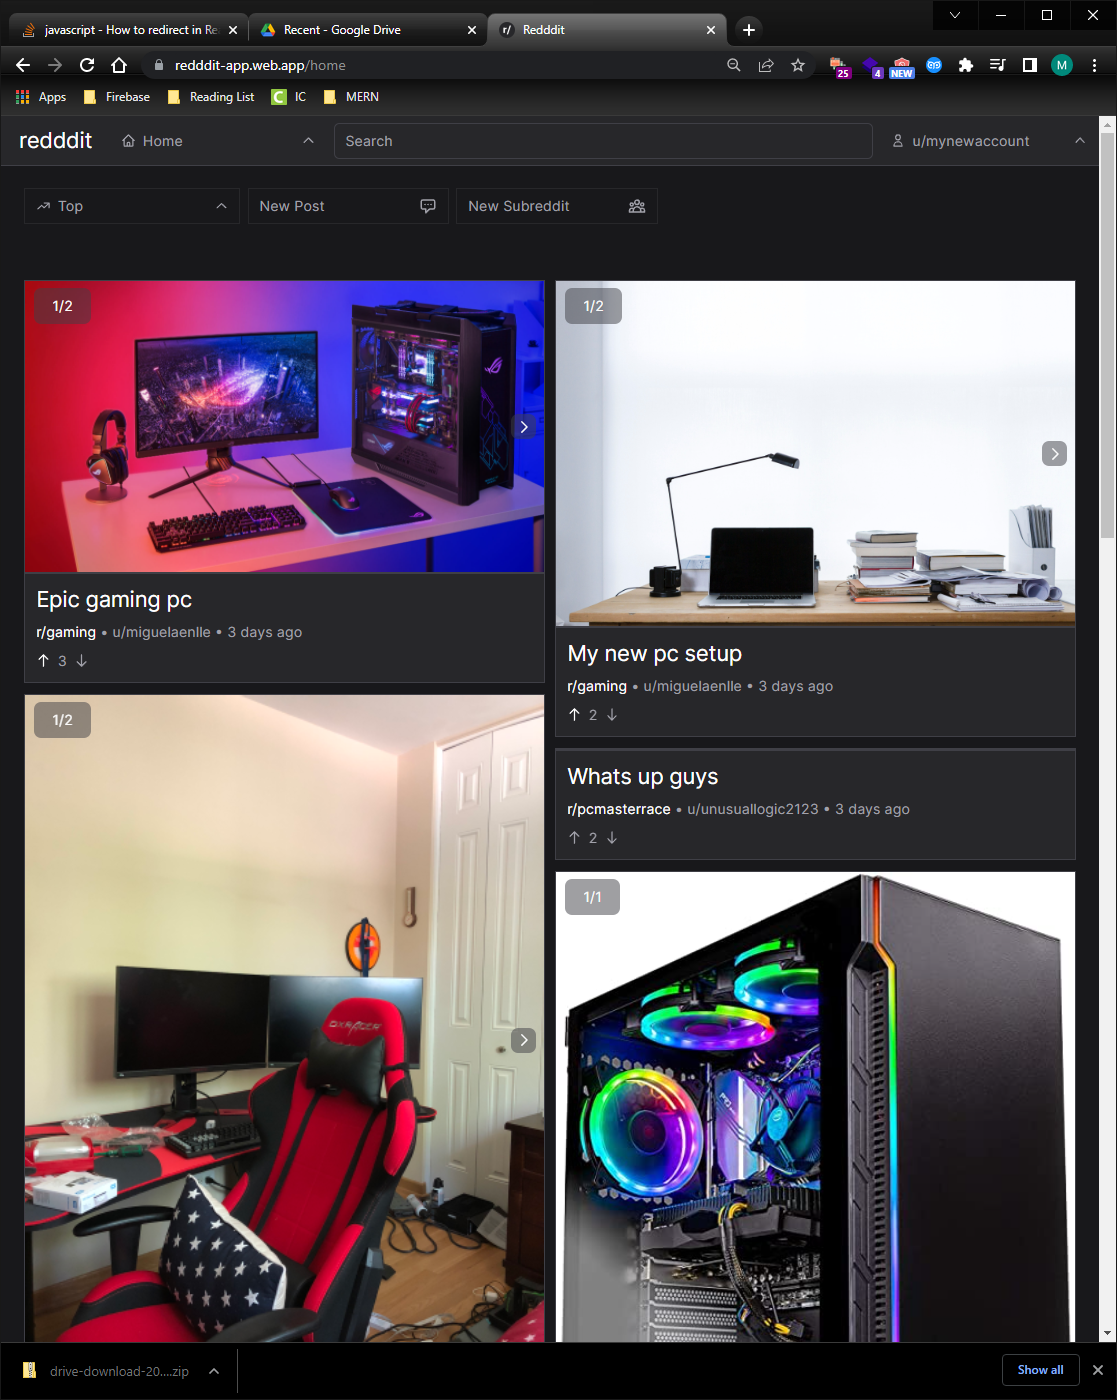 javascript - How to redirect in Re
Recent - Google Drive
r/ Redddit
redddit-app.web.app/home
25
4
NEW
M
Apps
Firebase
Reading List
C IC
MERN
redddit
Home
Search
u/mynewaccount
Top
New Post
New Subreddit
1/2
Epic gaming pc
r/gaming • u/miguelaenlle • 3 days ago
3
1/2
My new pc setup
r/gaming • u/miguelaenlle • 3 days ago
2
1/2
DXRACER
Whats up guys
r/pcmasterrace • u/unusuallogic2123 • 3 days ago
2
1/1
drive-download-20....zip
Show all